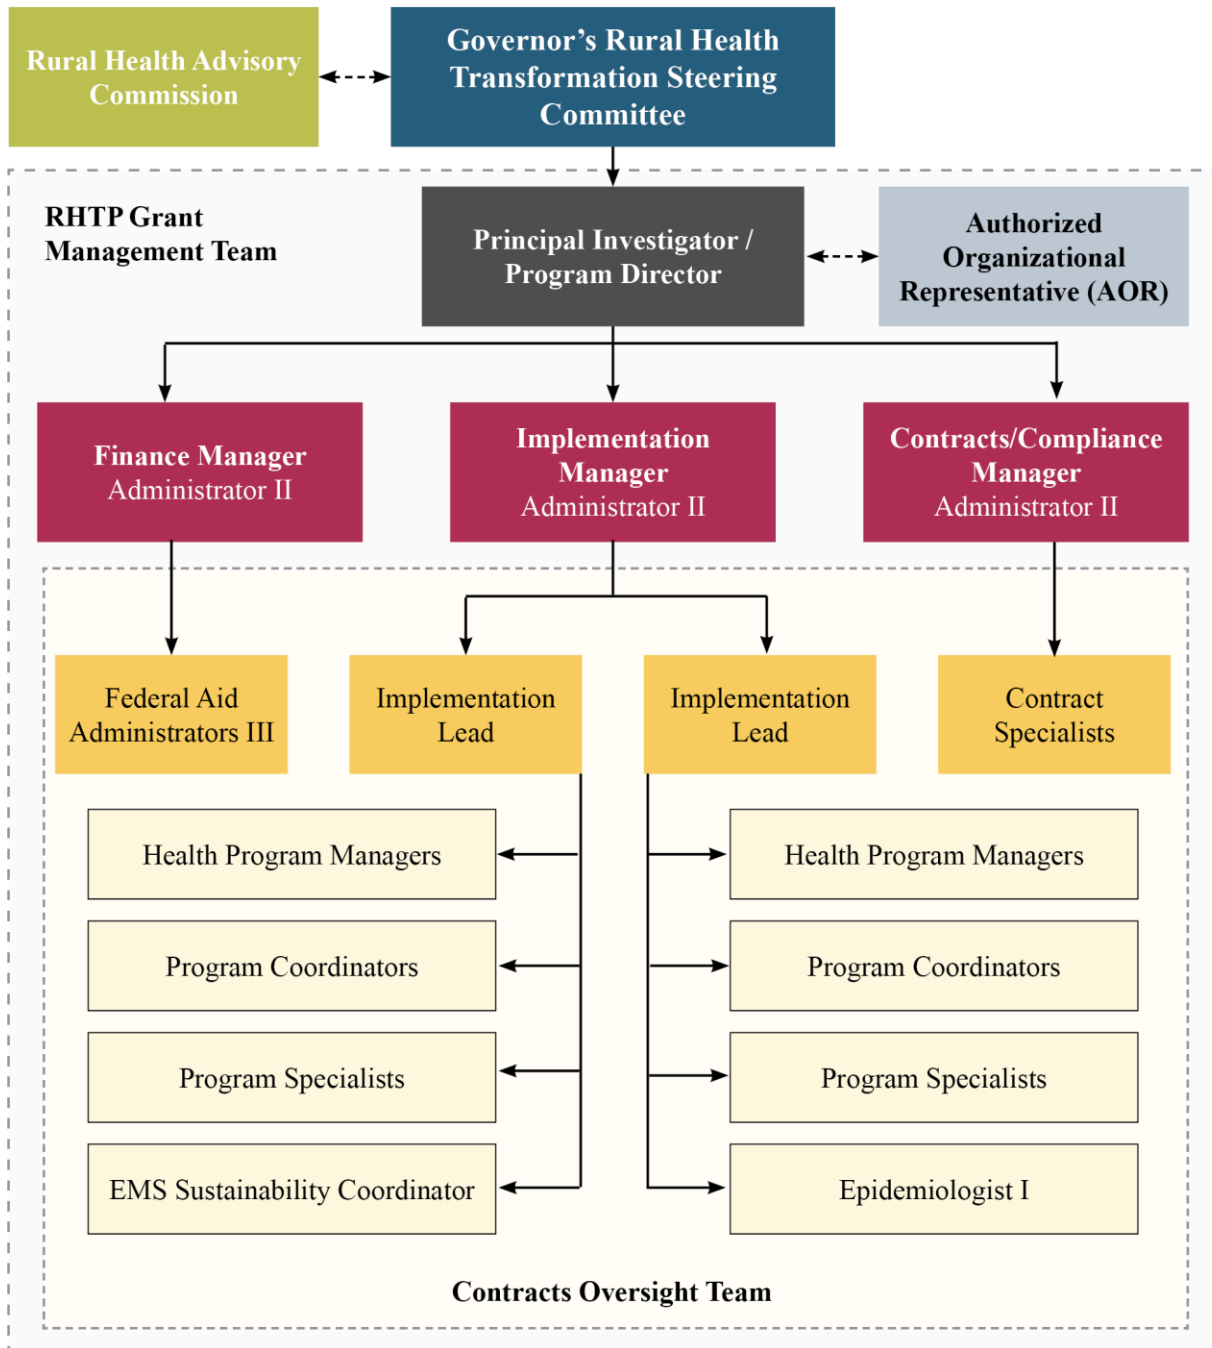 Rural Health Advisory
Commission
Governor’s Rural Health
Transformation Steering
Committee
RHTP Grant
Management Team
Principal Investigator /
Program Director
Authorized
Organizational
Representative (AOR)
Finance Manager
Administrator II
Implementation
Manager
Administrator II
Contracts/Compliance
Manager
Administrator II
Federal Aid
Administrators III
Implementation
Lead
Implementation
Lead
Contract
Specialists
Health Program Managers
Program Coordinators
Program Specialists
EMS Sustainability Coordinator
Health Program Managers
Program Coordinators
Program Specialists
Epidemiologist I
Contracts Oversight Team